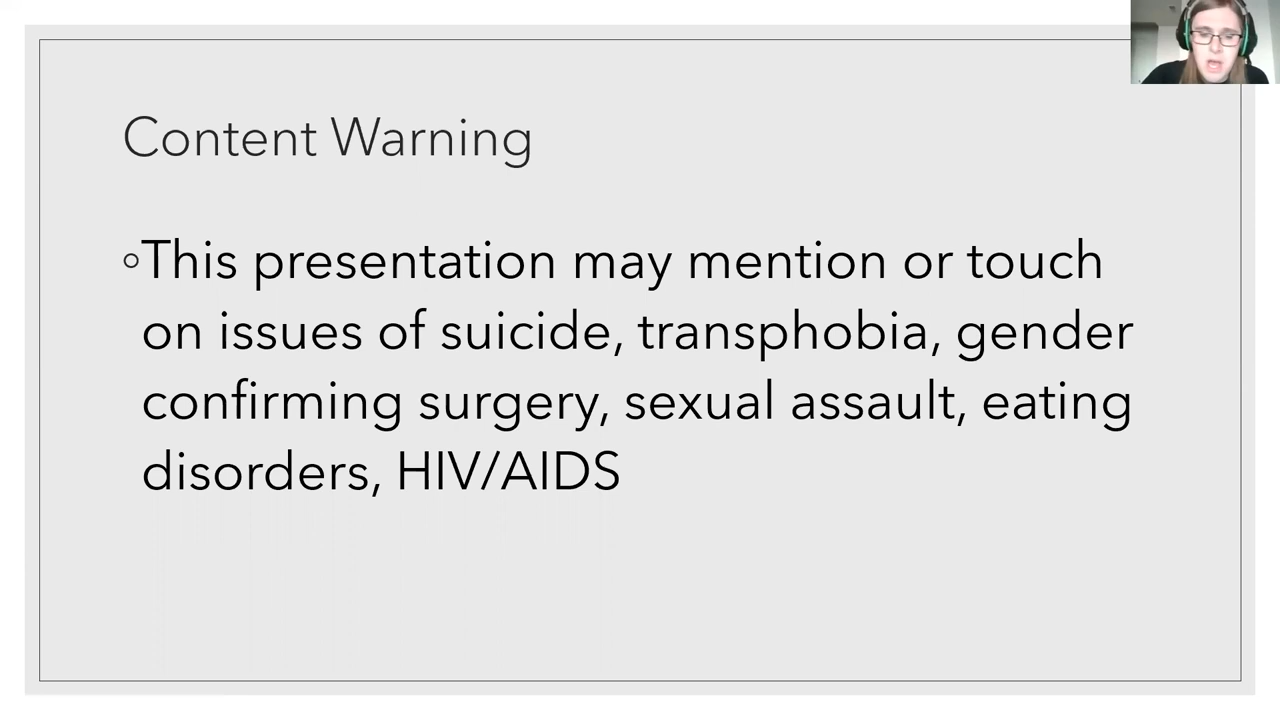 Content Warning
◦This presentation may mention or touch
on issues of suicide, transphobia, gender
confirming surgery, sexual assault, eating
disorders, HIV/AIDS